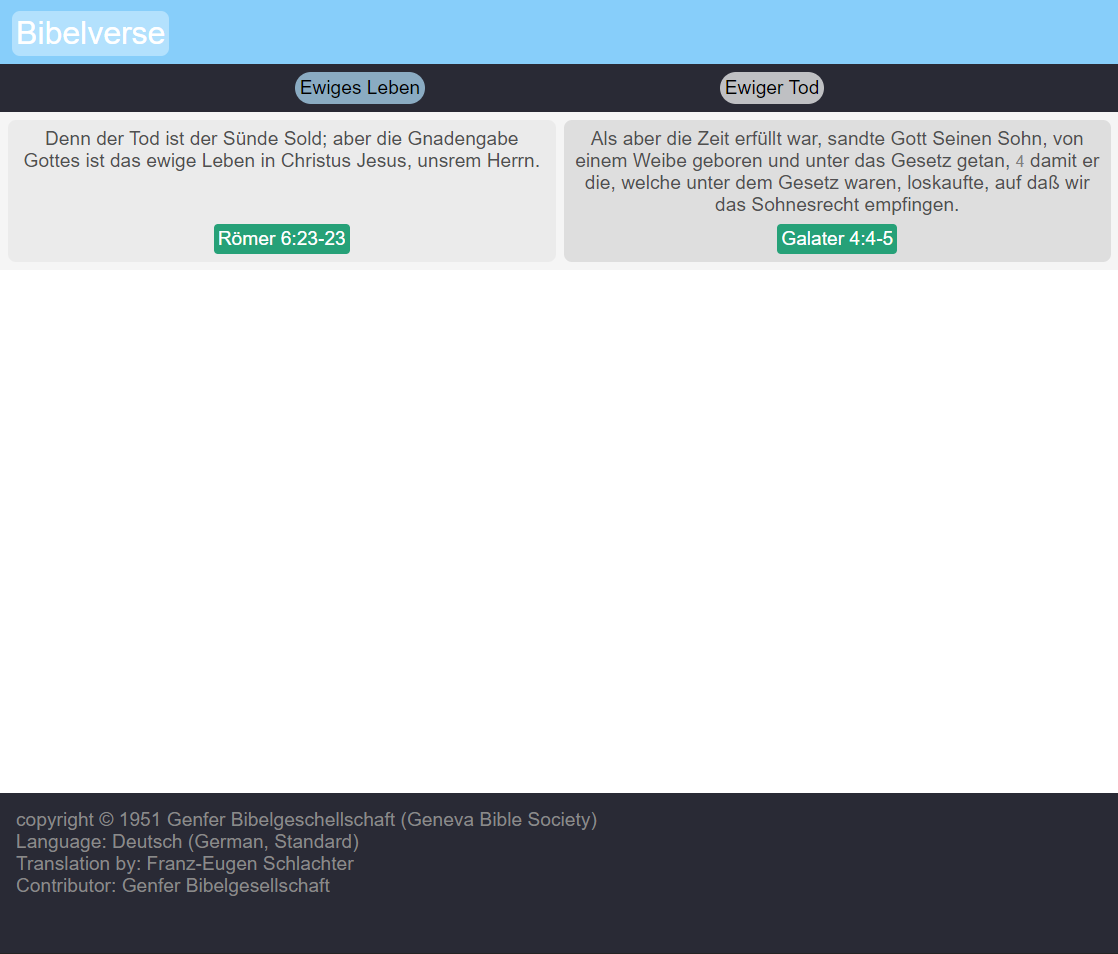 Bibelverse
Ewiges Leben
Ewiger Tod
Denn der Tod ist der Sünde Sold; aber die Gnadengabe
Gottes ist das ewige Leben in Christus Jesus, unsrem Herrn.
Römer 6:23-23
Als aber die Zeit erfüllt war, sandte Gott Seinen Sohn, von
einem Weibe geboren und unter das Gesetz getan, 4 damit er
die, welche unter dem Gesetz waren, loskaufte, auf daß wir
das Sohnesrecht empfingen.
Galater 4:4-5
copyright © 1951 Genfer Bibelgeschellschaft (Geneva Bible Society)
Language: Deutsch (German, Standard)
Translation by: Franz-Eugen Schlachter
Contributor: Genfer Bibelgesellschaft